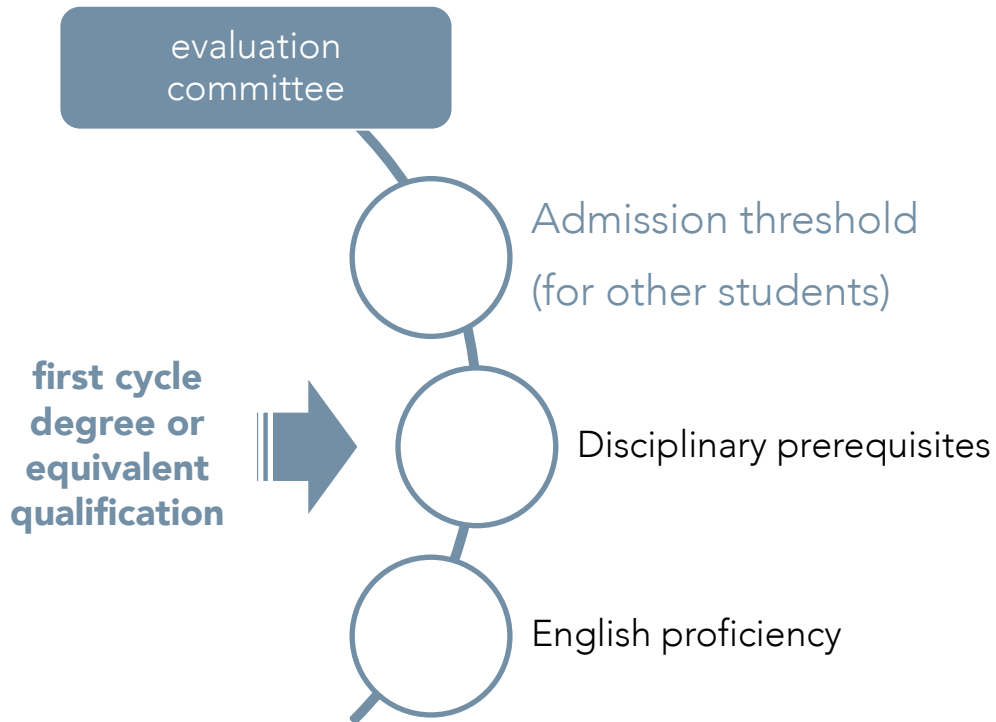 evaluation
committee
Admission threshold
(for other students)
first cycle
degree or
equivalent
qualification
Disciplinary prerequisites
English proficiency